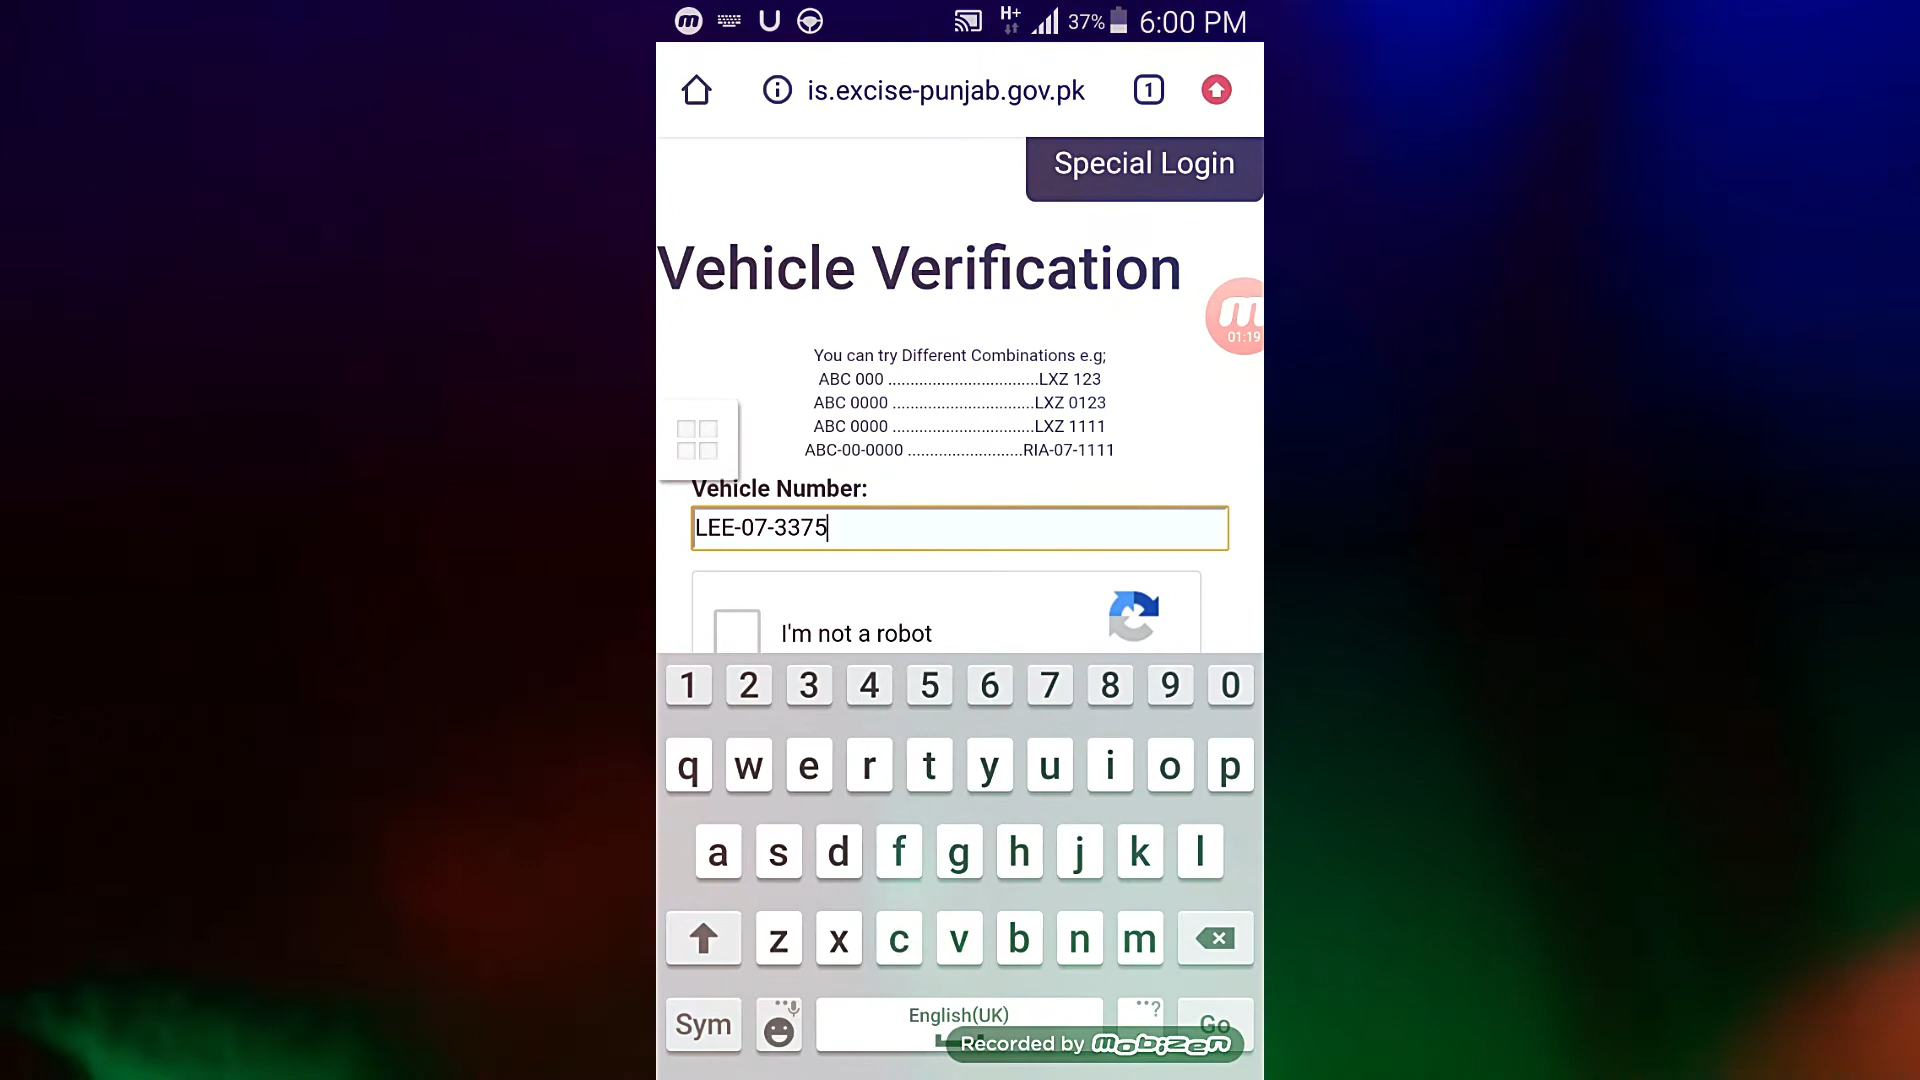 H+ 37% 6:00 PM
is.excise-punjab.gov.pk 1
Special Login
Vehicle Verification
m
01:19
You can try Different Combinations e.g;
ABC 000 .................................LXZ 123
ABC 0000 ...............................LXZ 0123
ABC 0000 ...............................LXZ 1111
ABC-00-0000 .........................RIA-07-1111
Vehicle Number:
LEE-07-3375
I'm not a robot
1 2 3 4 5 6 7 8 9 0
q w e r t y u i o p
a s d f g h j k l
z x c v b n m
Sym English(UK) ..? Go
Recorded by mobizen